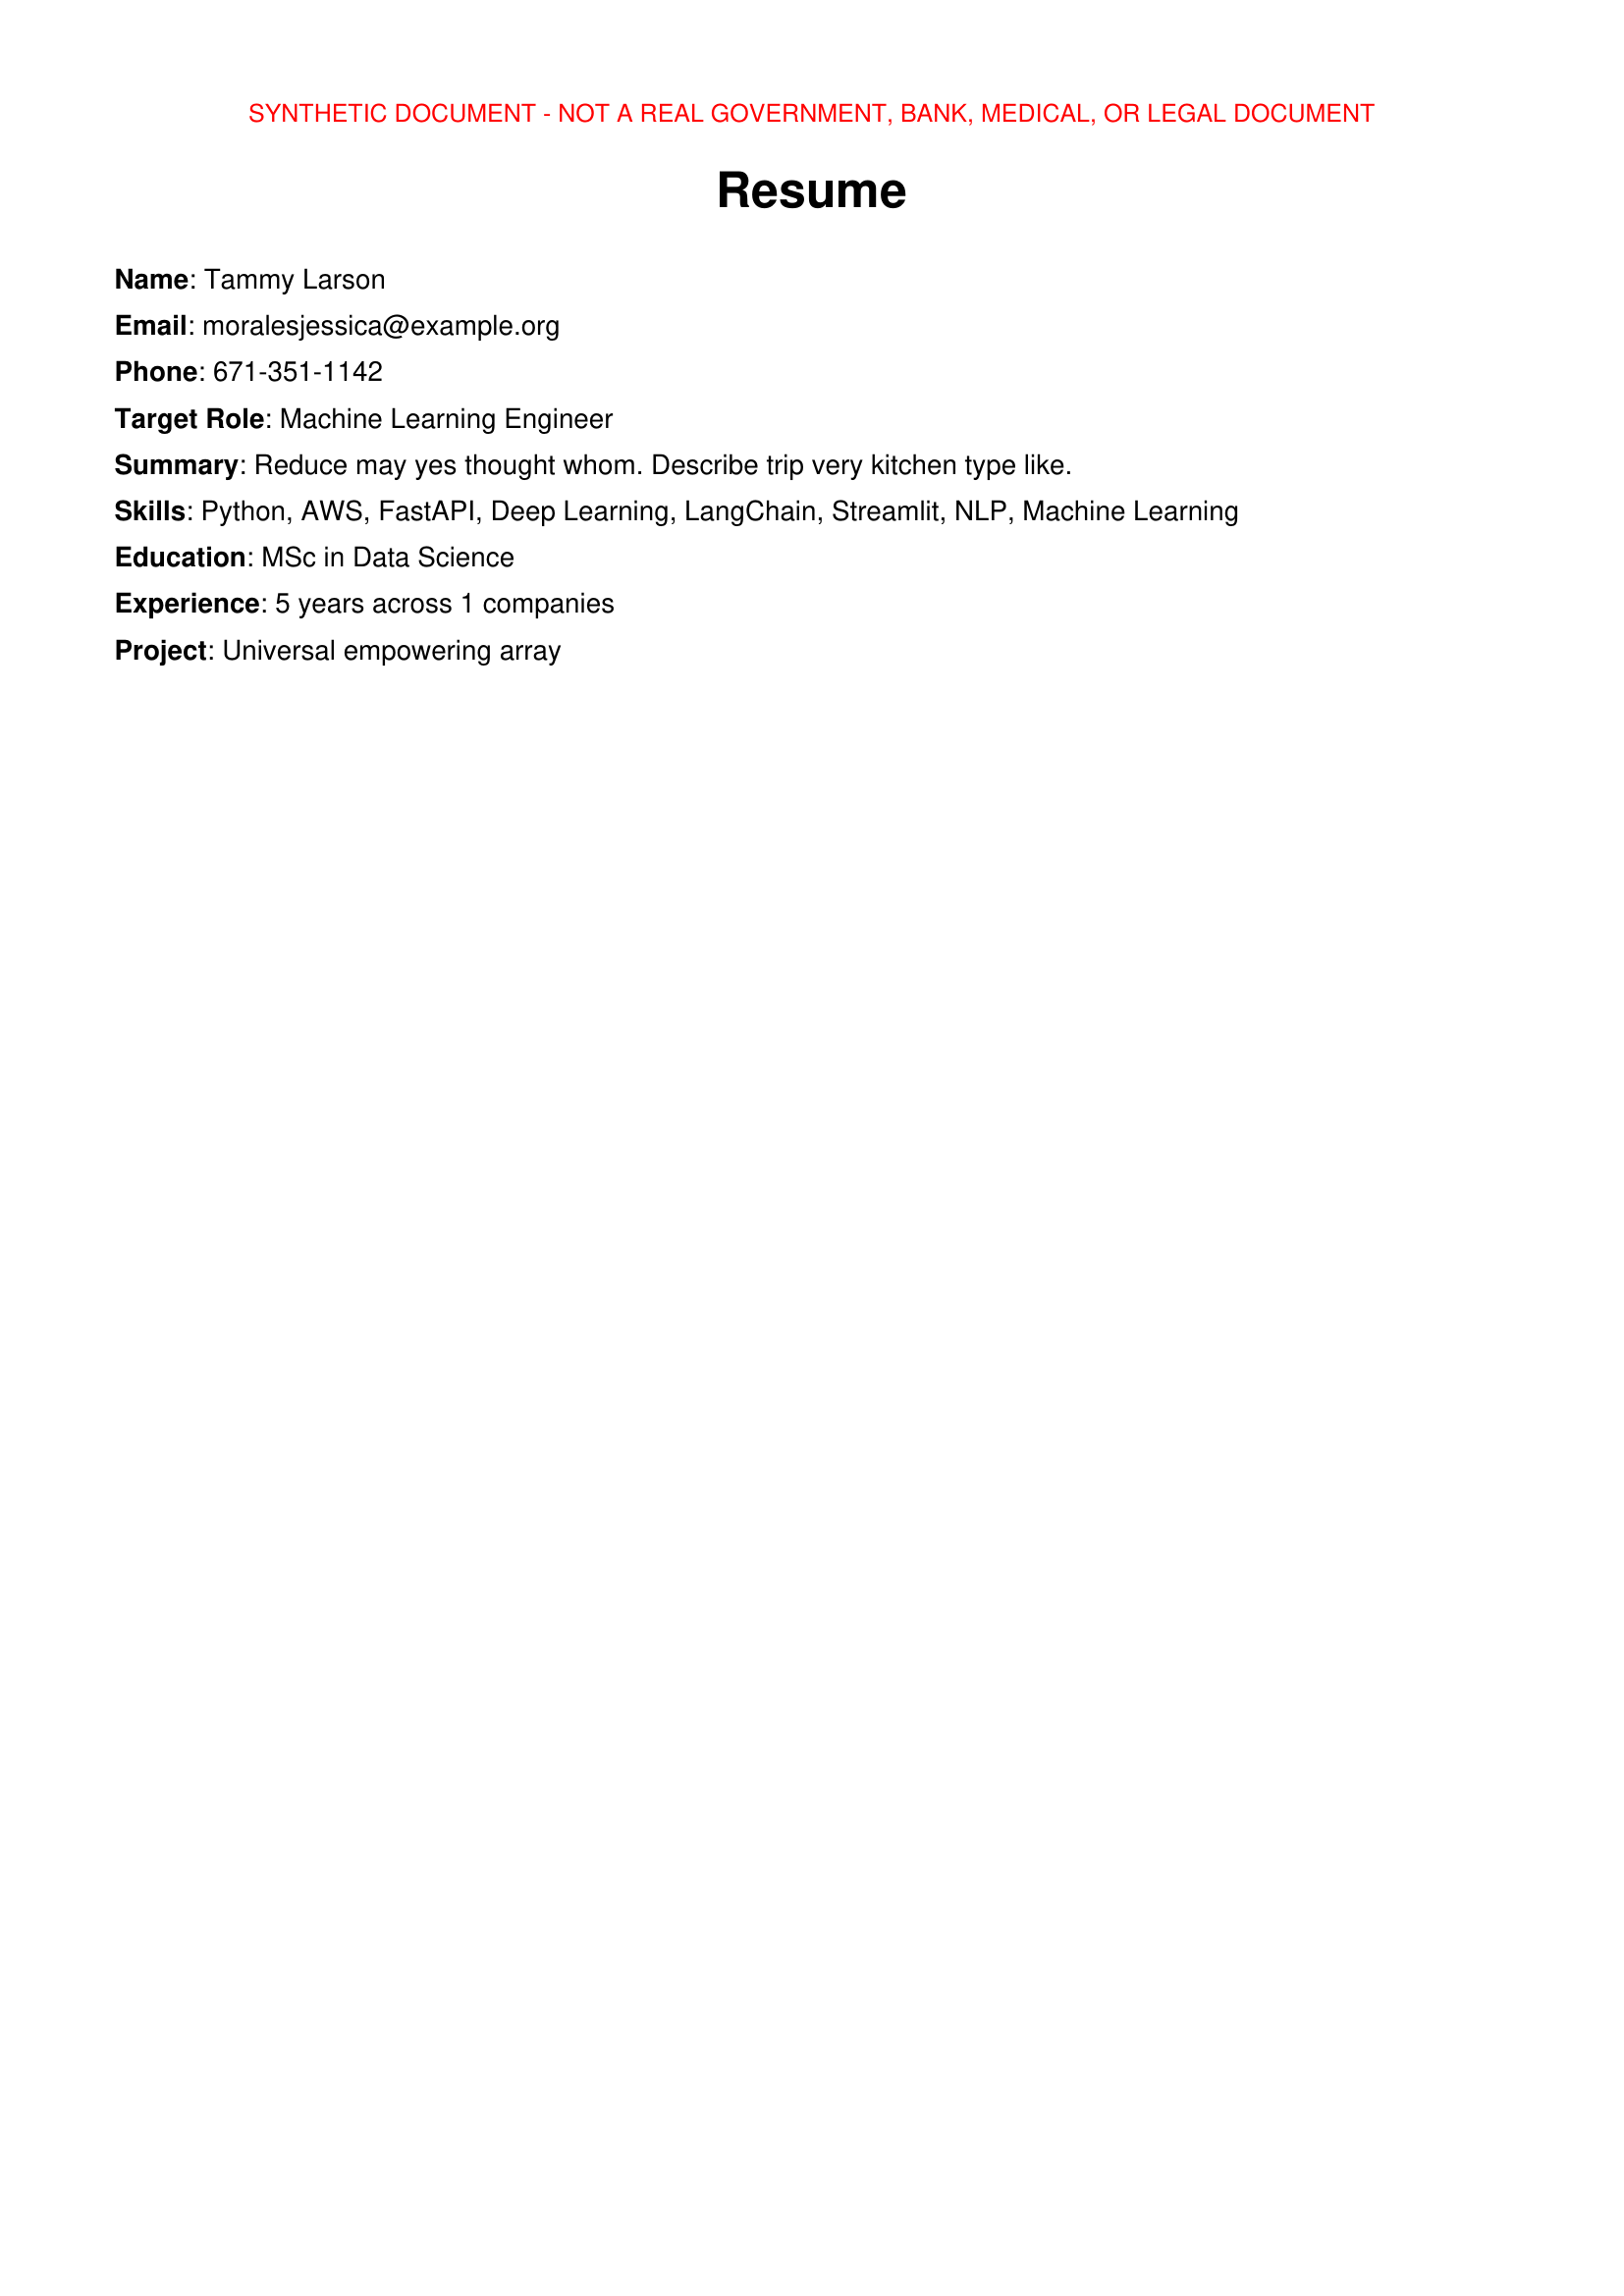 SYNTHETIC DOCUMENT - NOT A REAL GOVERNMENT, BANK, MEDICAL, OR LEGAL DOCUMENT
Resume
Name: Tammy Larson
Email: moralesjessica@example.org
Phone: 671-351-1142
Target Role: Machine Learning Engineer
Summary: Reduce may yes thought whom. Describe trip very kitchen type like.
Skills: Python, AWS, FastAPI, Deep Learning, LangChain, Streamlit, NLP, Machine Learning
Education: MSc in Data Science
Experience: 5 years across 1 companies
Project: Universal empowering array